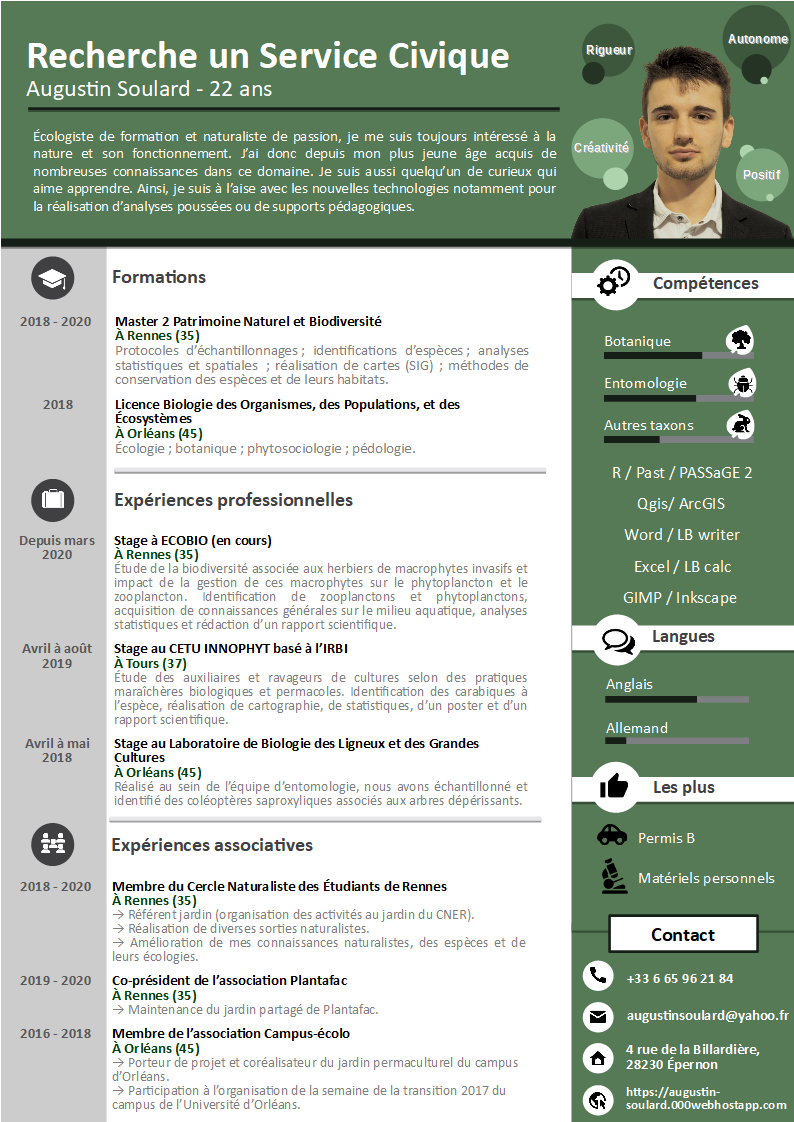 Recherche un Service Civique
Augustin Soulard - 22 ans
Écologiste de formation et naturaliste de passion, je me suis toujours intéressé à la
nature et son fonctionnement. J'ai donc depuis mon plus jeune âge acquis de
nombreuses connaissances dans ce domaine. Je suis aussi quelqu'un de curieux qui
aime apprendre. Ainsi, je suis à l'aise avec les nouvelles technologies notamment pour
la réalisation d'analyses poussées ou de supports pédagogiques.
Rigueur
Autonome
Créativité
Positif
Formations
2018 - 2020
Master 2 Patrimoine Naturel et Biodiversité
À Rennes (35)
Protocoles d'échantillonnages ; identifications d'espèces ; analyses
statistiques et spatiales ; réalisation de cartes (SIG) ; méthodes de
conservation des espèces et de leurs habitats.
2018
Licence Biologie des Organismes, des Populations, et des
Écosystèmes
À Orléans (45)
Écologie ; botanique ; phytosociologie ; pédologie.
Expériences professionnelles
Depuis mars
2020
Stage à ECOBIO (en cours)
À Rennes (35)
Étude de la biodiversité associée aux herbiers de macrophytes invasifs et
impact de la gestion de ces macrophytes sur le phytoplancton et le
zooplancton. Identification de zooplanctons et phytoplanctons,
acquisition de connaissances générales sur le milieu aquatique, analyses
statistiques et rédaction d'un rapport scientifique.
Avril à août
2019
Stage au CETU INNOPHYT basé à l'IRBI
À Tours (37)
Étude des auxiliaires et ravageurs de cultures selon des pratiques
maraîchères biologiques et permacoles. Identification des carabiques à
l'espèce, réalisation de cartographie, de statistiques, d'un poster et d'un
rapport scientifique.
Avril à mai
2018
Stage au Laboratoire de Biologie des Ligneux et des Grandes
Cultures
À Orléans (45)
Réalisé au sein de l'équipe d'entomologie, nous avons échantillonné et
identifié des coléoptères saproxyliques associés aux arbres dépérissants.
Expériences associatives
2018 - 2020
Membre du Cercle Naturaliste des Étudiants de Rennes
À Rennes (35)
→ Référent jardin (organisation des activités au jardin du CNER).
→ Réalisation de diverses sorties naturalistes.
→ Amélioration de mes connaissances naturalistes, des espèces et de
leurs écologies.
2019 - 2020
Co-président de l'association Plantafac
À Rennes (35)
→ Maintenance du jardin partagé de Plantafac.
2016 - 2018
Membre de l'association Campus-écolo
À Orléans (45)
→ Porteur de projet et coréalisateur du jardin permaculturel du campus
d'Orléans.
→ Participation à l'organisation de la semaine de la transition 2017 du
campus de l'Université d'Orléans.
Compétences
Botanique
Entomologie
Autres taxons
R / Past / PASSaGE 2
Qgis/ ArcGIS
Word / LB writer
Excel / LB calc
GIMP / Inkscape
Langues
Anglais
Allemand
Les plus
Permis B
Matériels personnels
Contact
+33 6 65 96 21 84
augustinsoulard@yahoo.fr
4 rue de la Billardière,
28230 Épernon
https://augustin-
soulard.000webhostapp.com